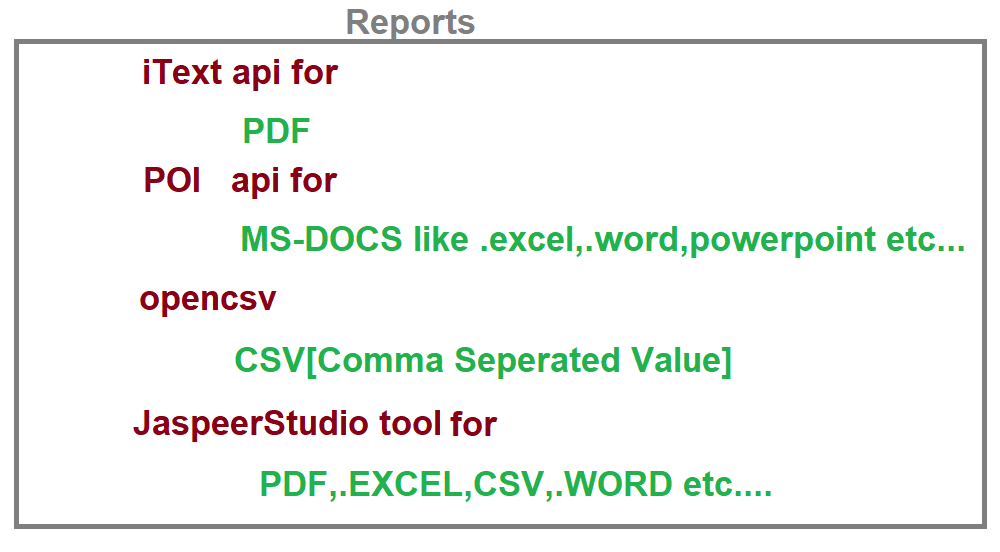 Reports
iText api for
PDF
POI api for
MS-DOCS like .excel,.word,powerpoint etc...
opencsv
CSV[Comma Seperated Value]
JaspeerStudio tool for
PDF,.EXCEL,CSV,.WORD etc....